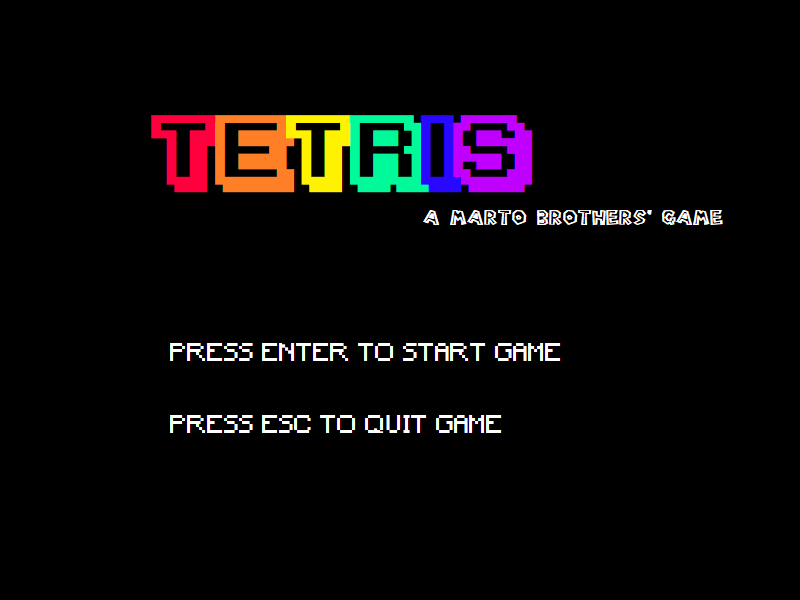 TETRIS
A MARTO BROTHERS' GAME
PRESS ENTER TO START GAME
PRESS ESC TO QUIT GAME